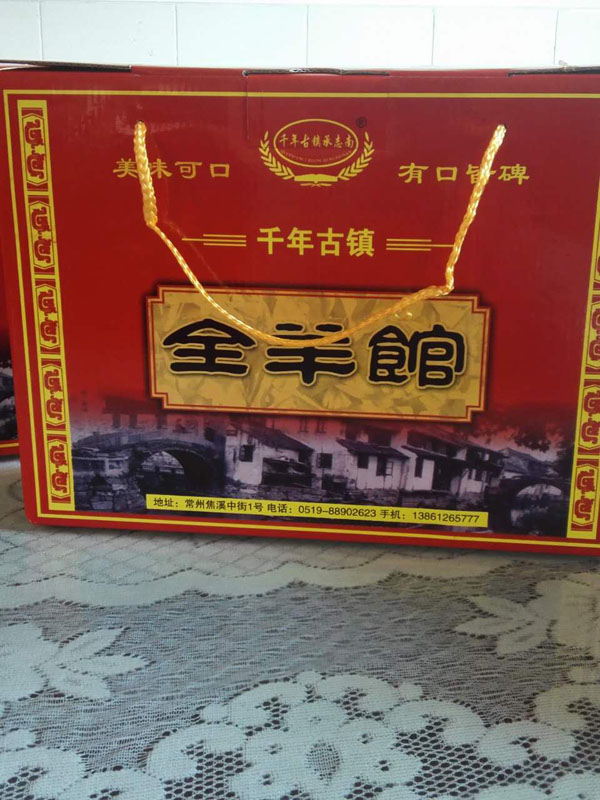 千年古镇承志南
®
美味可口
有口皆碑
千年古镇
全羊館
地址：常州焦溪中街1号 电话：0519-88902623 手机：13861265777